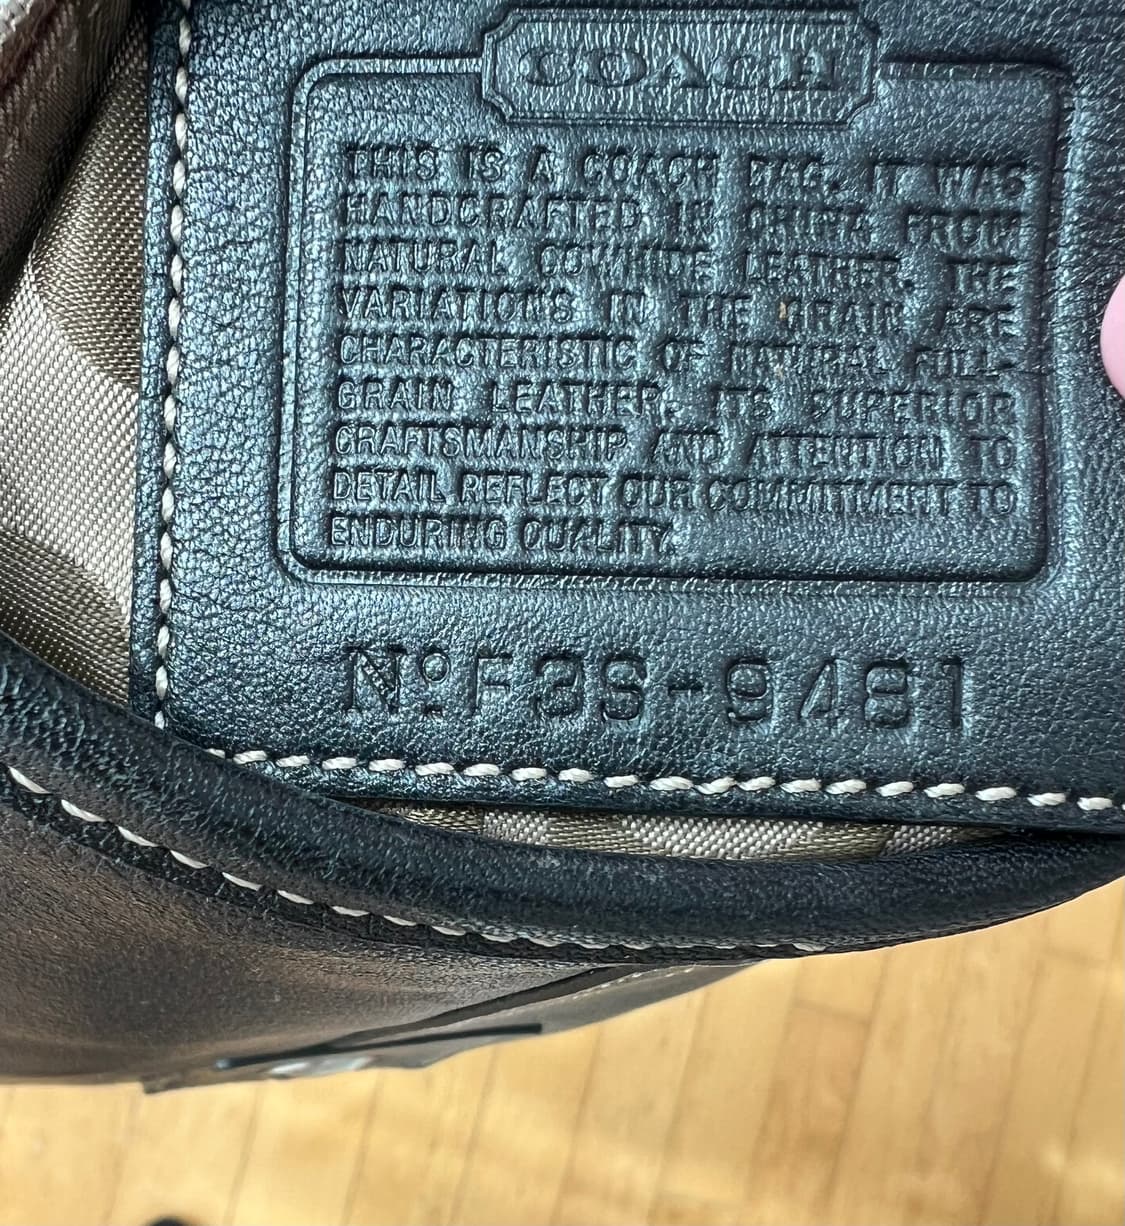 COACH
THIS IS A COACH BAG. IT WAS
HANDCRAFTED IN CHINA FROM
NATURAL COWHIDE LEATHER. THE
VARIATIONS IN THE GRAIN ARE
CHARACTERISTIC OF NATURAL FULL-
GRAIN LEATHER. ITS SUPERIOR
CRAFTSMANSHIP AND ATTENTION TO
DETAIL REFLECT OUR COMMITMENT TO
ENDURING QUALITY.
Nº F3S-9481